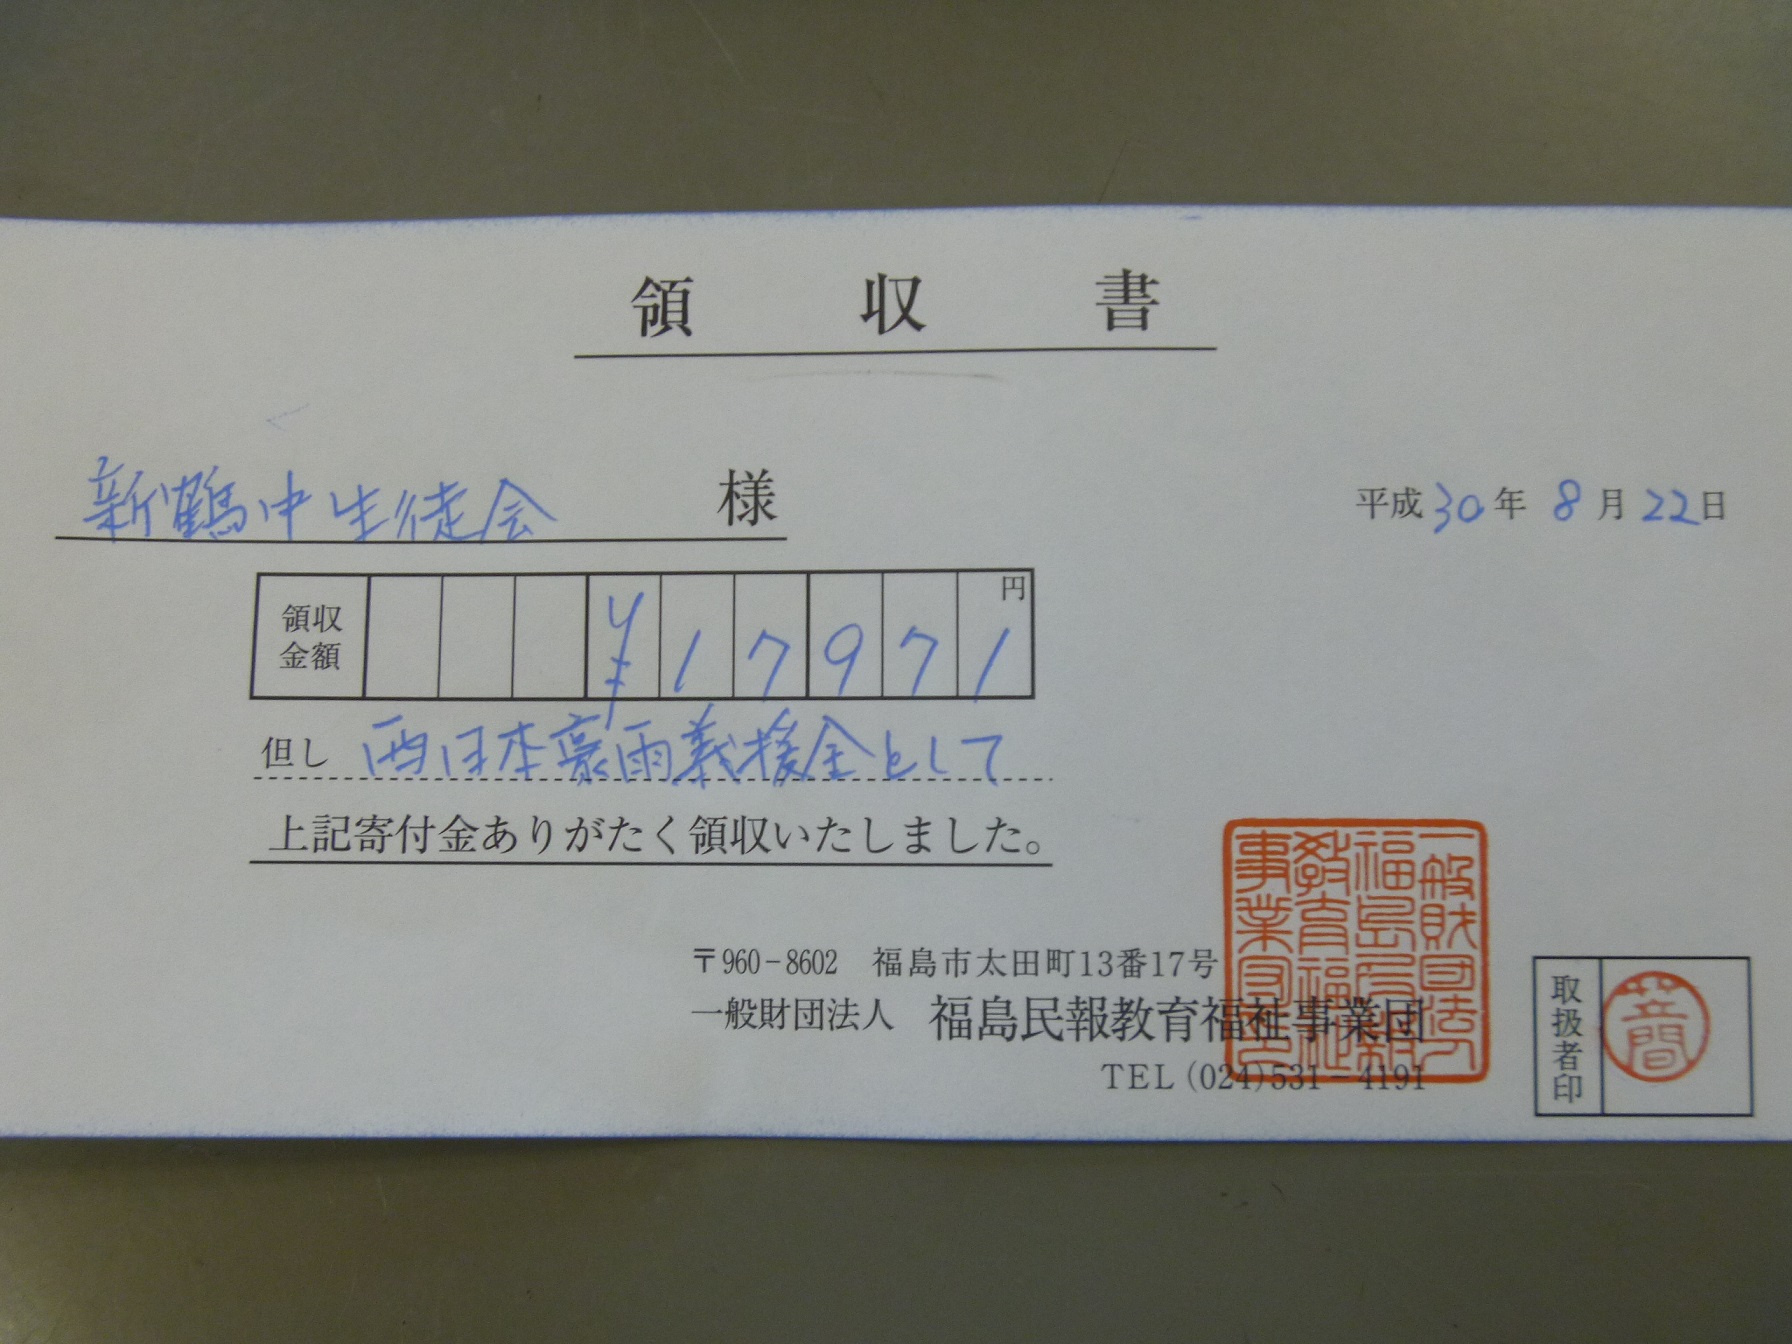 領収書
新鶴中生徒会 様
平成30年8月22日
領収金額 ¥17971円
但し 西日本豪雨義援金として
上記寄付金ありがたく領収いたしました。
〒960-8602 福島市太田町13番17号
一般財団法人 福島民報教育福祉事業団
TEL(024)531-4191
一般財団法人福島民報教育福祉事業団
取扱者印